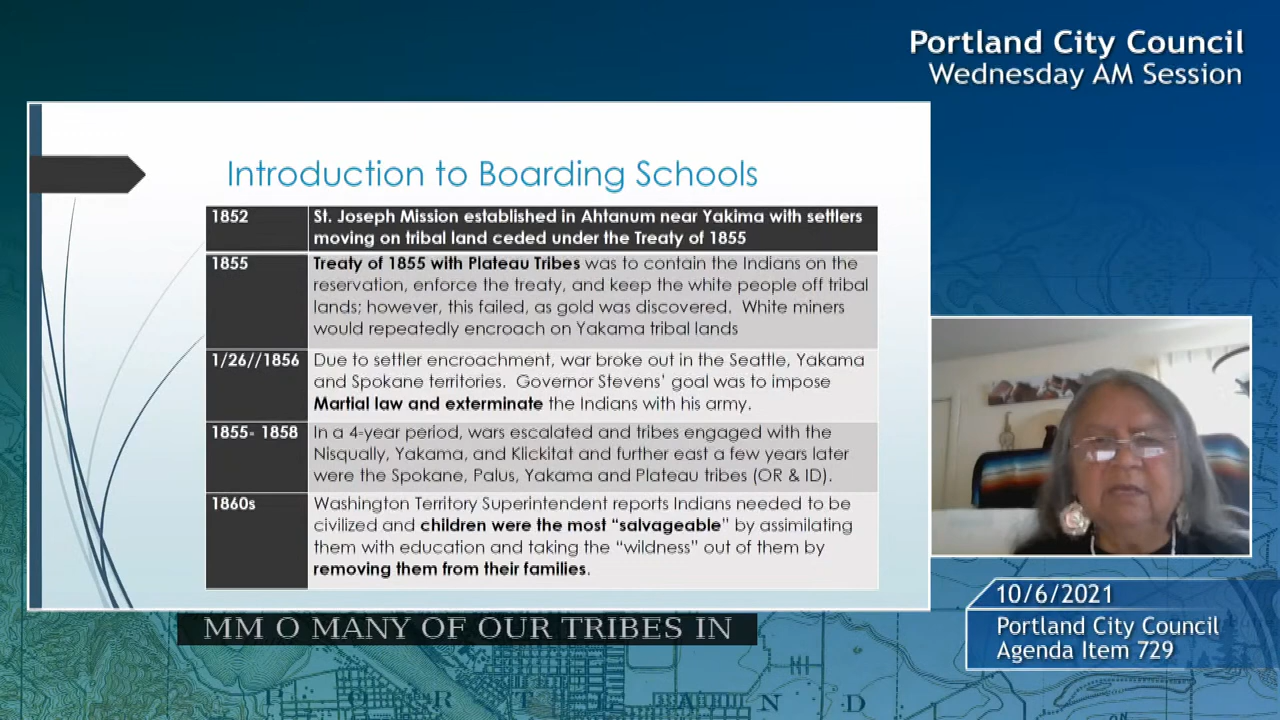 Portland City Council
Wednesday AM Session
Introduction to Boarding Schools
1852
St. Joseph Mission established in Ahtanum near Yakima with settlers
moving on tribal land ceded under the Treaty of 1855
1855
Treaty of 1855 with Plateau Tribes was to contain the Indians on the
reservation, enforce the treaty, and keep the white people off tribal
lands; however, this failed, as gold was discovered. White miners
would repeatedly encroach on Yakama tribal lands
1/26//1856
Due to settler encroachment, war broke out in the Seattle, Yakama
and Spokane territories. Governor Stevens' goal was to impose
Martial law and exterminate the Indians with his army.
1855- 1858
In a 4-year period, wars escalated and tribes engaged with the
Nisqually, Yakama, and Klickitat and further east a few years later
were the Spokane, Palus, Yakama and Plateau tribes (OR & ID).
1860s
Washington Territory Superintendent reports Indians needed to be
civilized and children were the most "salvageable" by assimilating
them with education and taking the "wildness" out of them by
removing them from their families.
MM O MANY OF OUR TRIBES IN
10/6/2021
Portland City Council
Agenda Item 729
P O R T L A N D